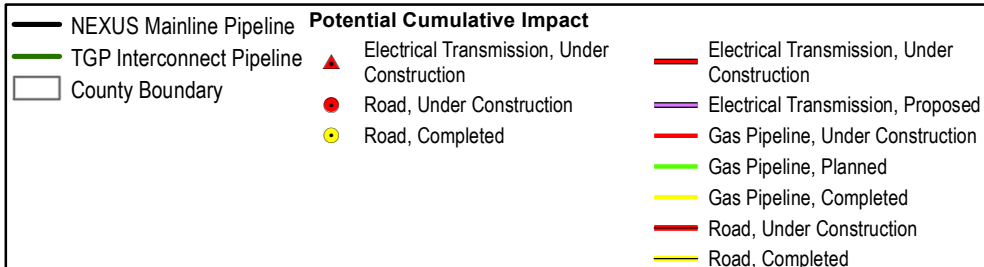 NEXUS Mainline Pipeline
TGP Interconnect Pipeline
County Boundary
Potential Cumulative Impact
Electrical Transmission, Under
Construction
Road, Under Construction
Road, Completed
Electrical Transmission, Under
Construction
Electrical Transmission, Proposed
Gas Pipeline, Under Construction
Gas Pipeline, Planned
Gas Pipeline, Completed
Road, Under Construction
Road, Completed